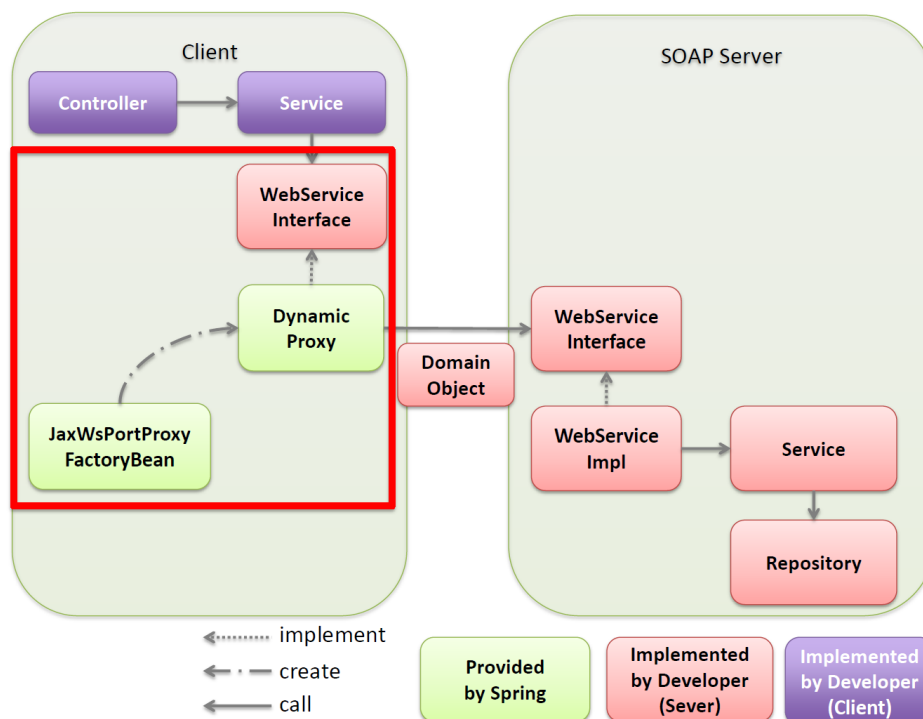 Client
SOAP Server
Controller
Service
WebService
Interface
Dynamic
Proxy
WebService
Interface
Domain
Object
JaxWsPortProxy
FactoryBean
WebService
Impl
Service
Repository
implement
create
call
Provided
by Spring
Implemented
by Developer
(Sever)
Implemented
by Developer
(Client)